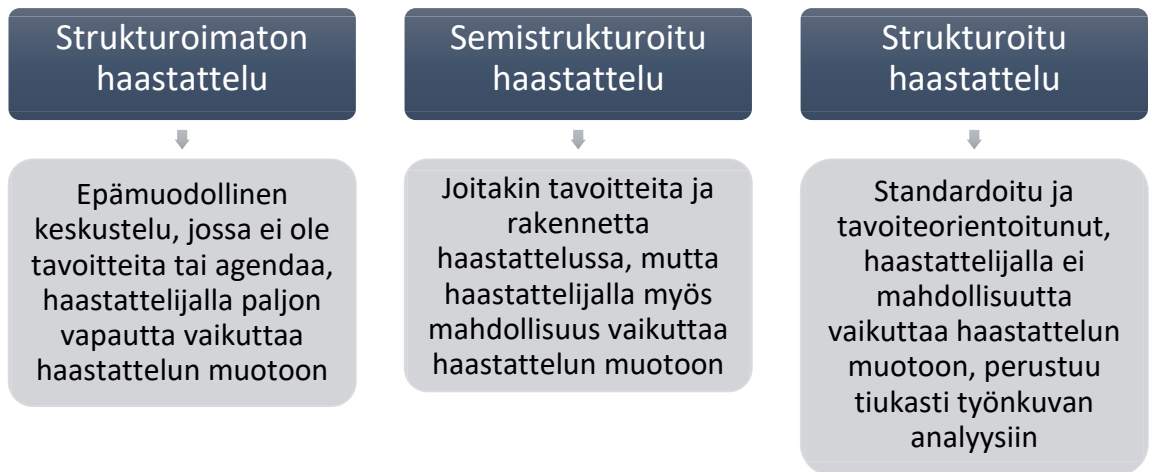 Strukturoimaton
haastattelu
Epämuodollinen
keskustelu, jossa ei ole
tavoitteita tai agendaa,
haastattelijalla paljon
vapautta vaikuttaa
haastattelun muotoon
Semistrukturoitu
haastattelu
Joitakin tavoitteita ja
rakennetta
haastattelussa, mutta
haastattelijalla myös
mahdollisuus vaikuttaa
haastattelun muotoon
Strukturoitu
haastattelu
Standardoitu ja
tavoiteorientoitunut,
haastattelijalla ei
mahdollisuutta
vaikuttaa haastattelun
muotoon, perustuu
tiukasti työnkuvan
analyysiin